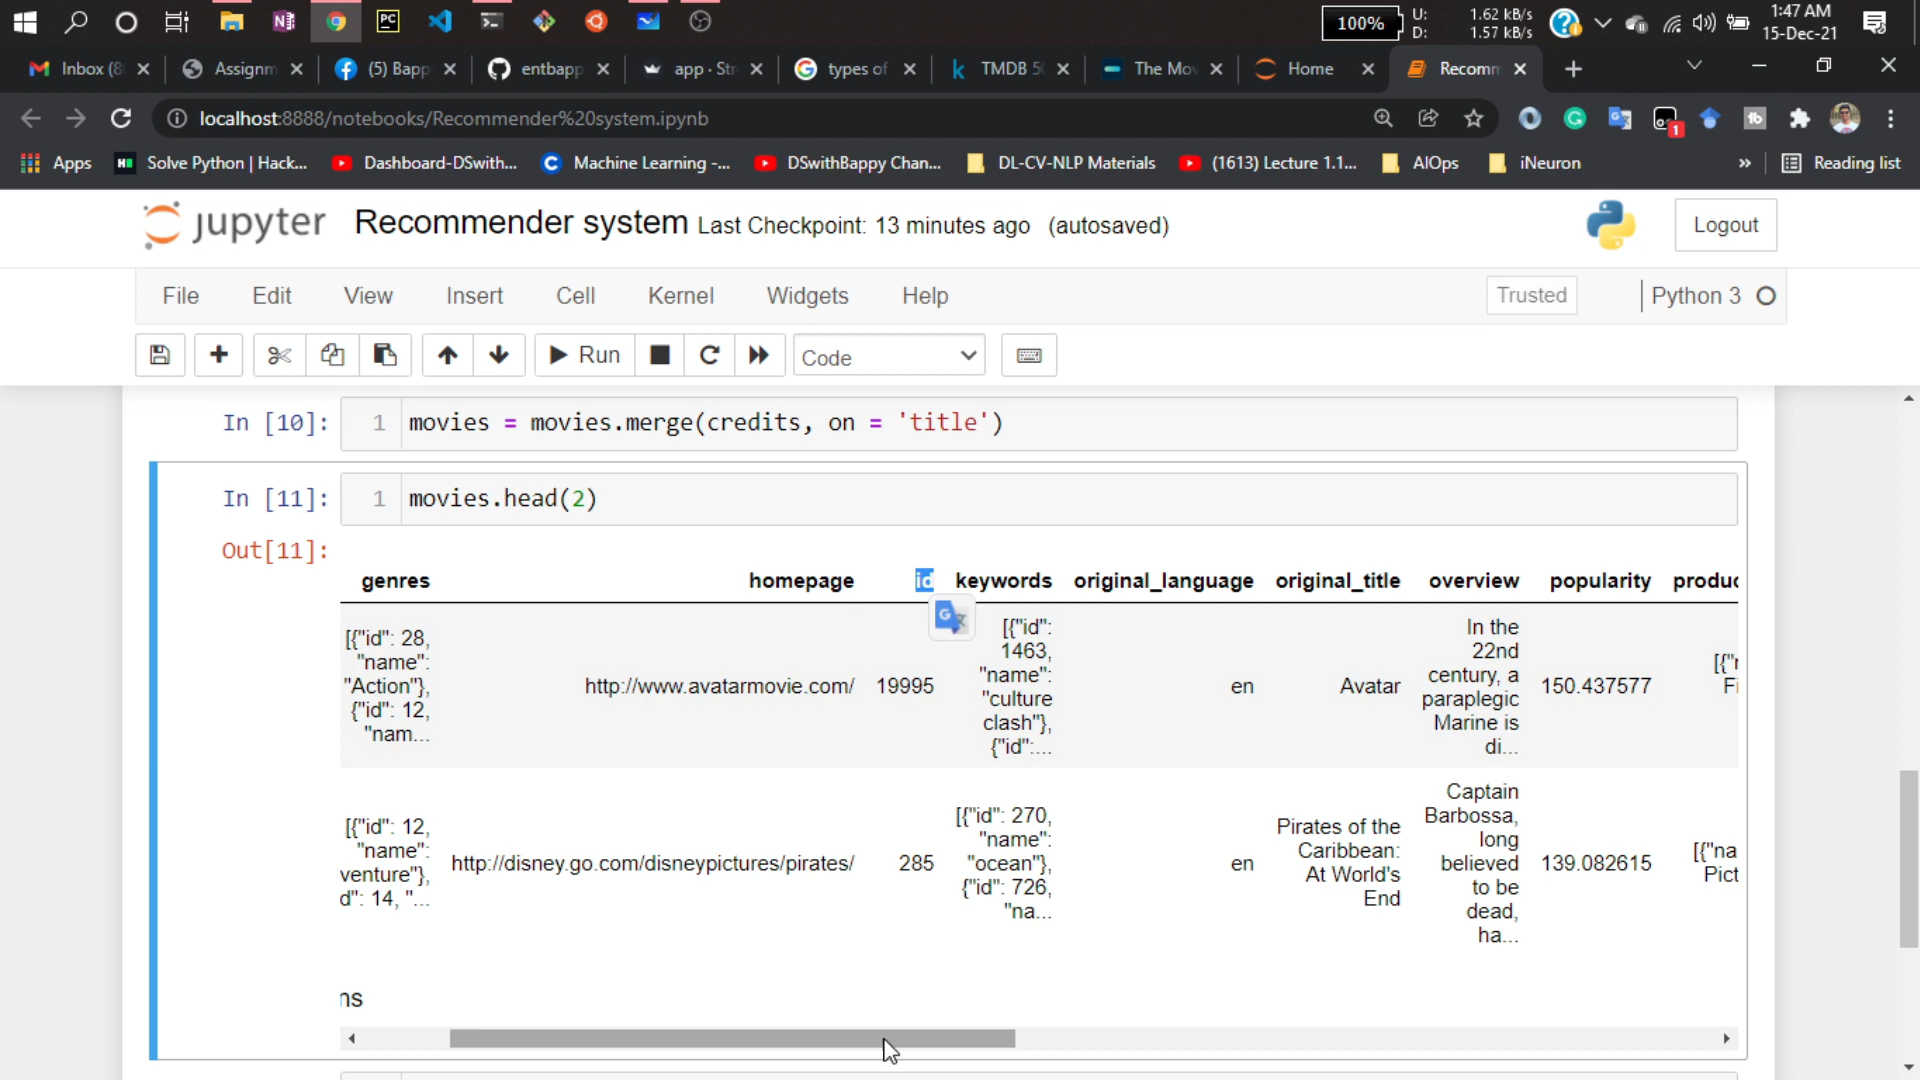 100% U: 1.62 kB/s 1:47 AM
D: 1.57 kB/s 15-Dec-21
Inbox (8 Assignm (5) Bapp entbapp app · Str types of TMDB 5 The Mov Home Recomm
localhost:8888/notebooks/Recommender%20system.ipynb
Apps Solve Python | Hack... Dashboard-DSwith... Machine Learning -... DSwithBappy Chan... DL-CV-NLP Materials (1613) Lecture 1.1... AIOps iNeuron » Reading list
jupyter Recommender system Last Checkpoint: 13 minutes ago (autosaved) Logout
File Edit View Insert Cell Kernel Widgets Help Trusted Python 3
Run Code
In [10]: 1 movies = movies.merge(credits, on = 'title')
In [11]: 1 movies.head(2)
Out[11]:
genres homepage id keywords original_language original_title overview popularity produc
[{"id": 28,
"name":
"Action"},
{"id": 12,
"nam...
http://www.avatarmovie.com/ 19995
[{"id":
1463,
"name":
"culture
clash"},
{"id":...
en Avatar
In the
22nd
century, a
paraplegic
Marine is
di...
150.437577
[{"id": 12,
"name":
venture"},
d": 14, "...
http://disney.go.com/disneypictures/pirates/ 285
[{"id": 270,
"name":
"ocean"},
{"id": 726,
"na...
en
Pirates of the
Caribbean:
At World's
End
Captain
Barbossa,
long
believed
to be
dead,
ha...
139.082615
[{"na
Pict
ns